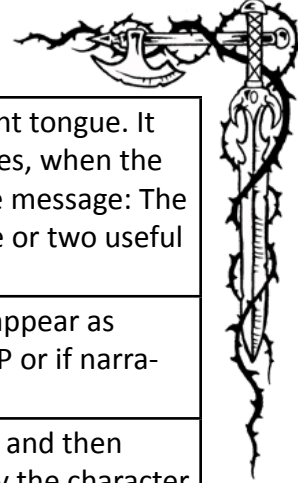 nt tongue. It
es, when the
e message: The
e or two useful
appear as
P or if narra-
and then
y the character